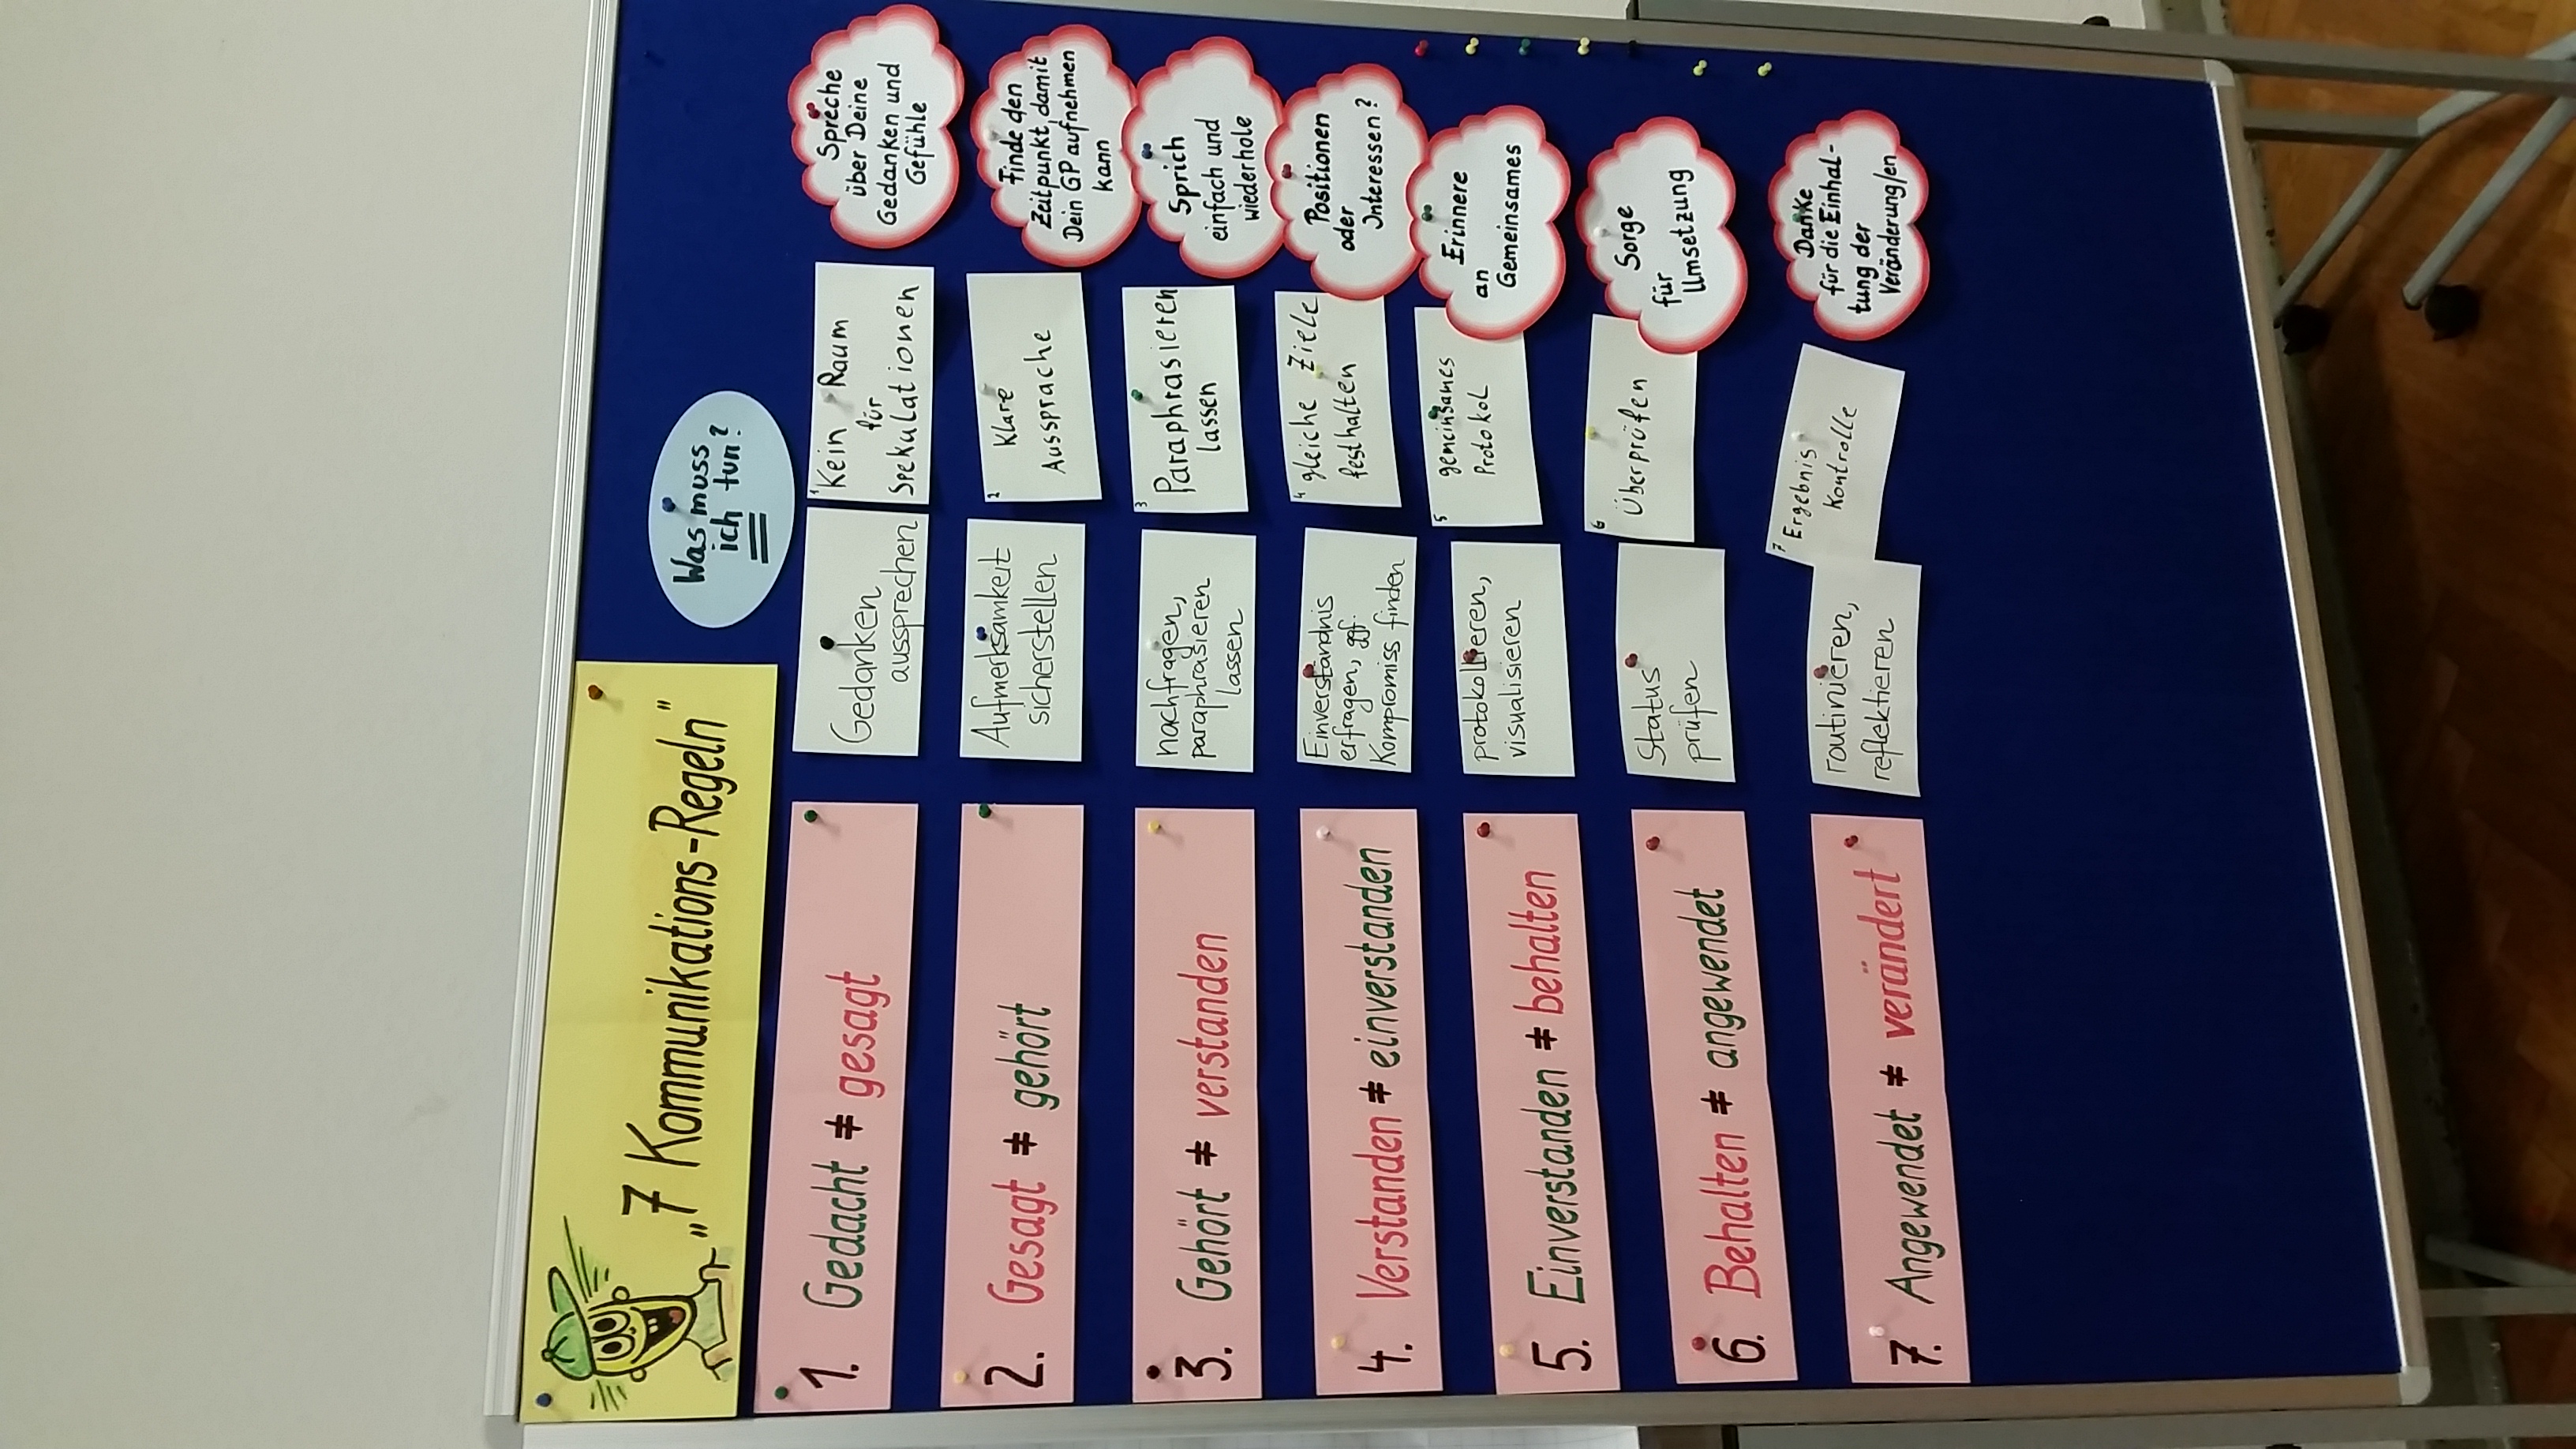 „7 Kommunikations-Regeln"
Was muss
ich tun?
1. Gedacht ≠ gesagt
Gedanken
aussprechen
1 Kein Raum
für
Spekulationen
Spreche
über Deine
Gedanken und
Gefühle
2. Gesagt ≠ gehört
Aufmerksamkeit
sicherstellen
2 Klare
Aussprache
Finde den
Zeitpunkt, damit
Dein GP aufnehmen
kann
3. Gehört ≠ verstanden
nachfragen,
paraphrasieren
lassen
3 Paraphrasieren
lassen
Sprich
einfach und
wiederhole
4. Verstanden ≠ einverstanden
Einverständnis
erfragen, ggf.
Kompromiss finden
4 gleiche Ziele
festhalten
Positionen
oder
Interessen?
5. Einverstanden ≠ behalten
protokollieren,
visualisieren
5 gemeinsames
Protokol
Erinnere
an
Gemeinsames
6. Behalten ≠ angewendet
Status
prüfen
6 Überprüfen
Sorge
für
Umsetzung
7. Angewendet ≠ verändert
routinieren,
reflektieren
7 Ergebnis
Kontrolle
Danke
für die Einhal-
tung der
Veränderung/en